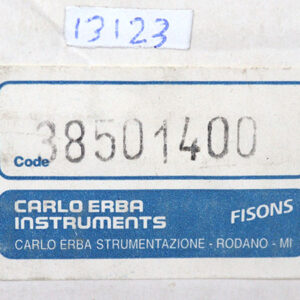 13123
Code 38501400
CARLO ERBA
INSTRUMENTS
FISONS
CARLO ERBA STRUMENTAZIONE - RODANO - MI